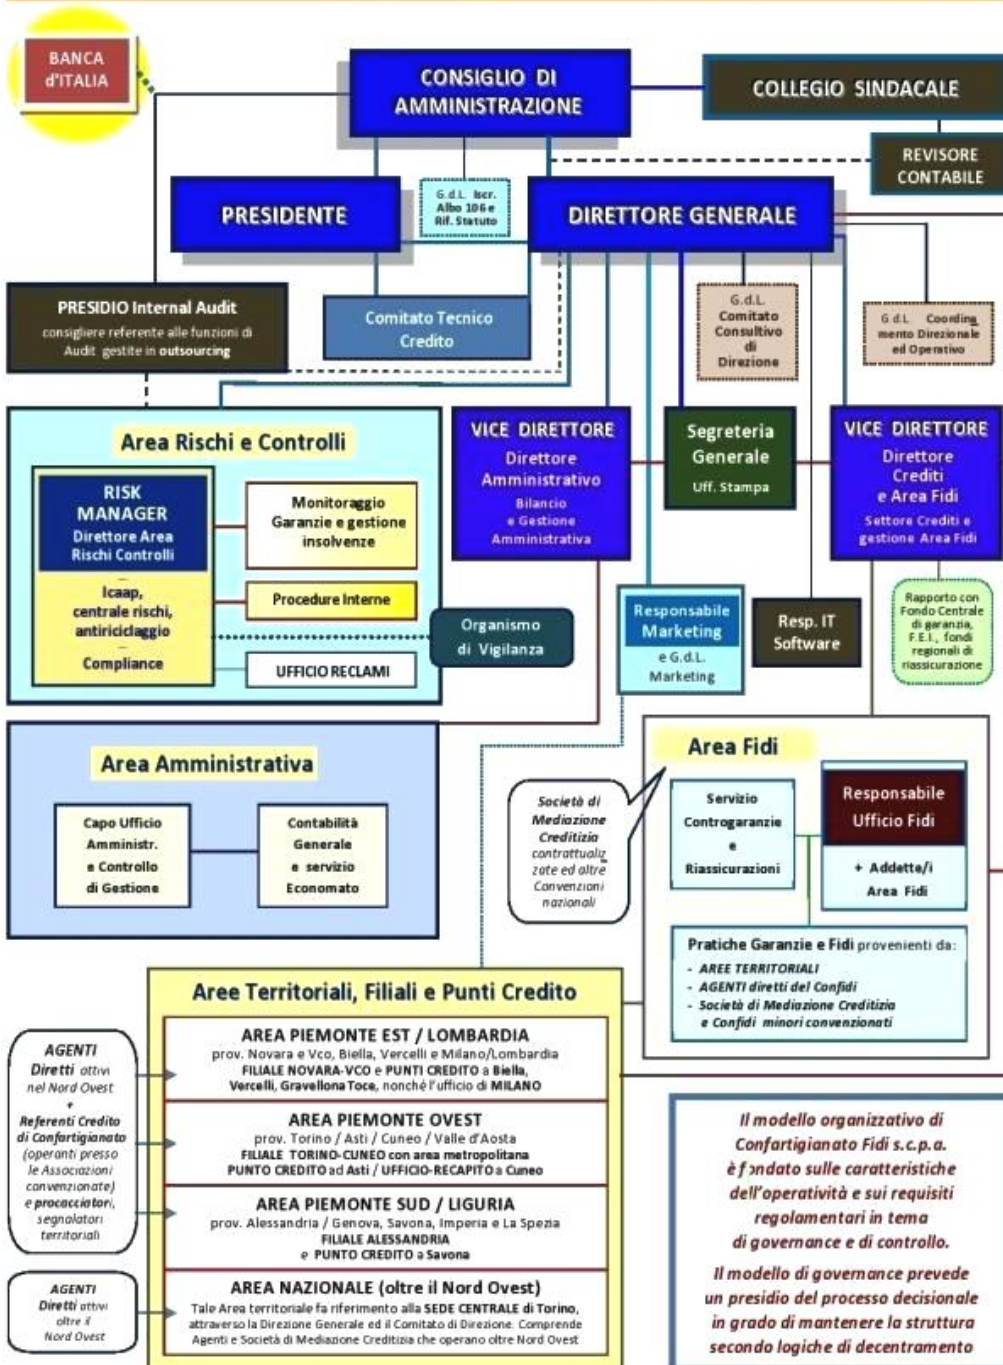 BANCA
d'ITALIA
CONSIGLIO DI
AMMINISTRAZIONE
COLLEGIO SINDACALE
REVISORE
CONTABILE
PRESIDENTE
G.d.L. Iscr.
Albo 106 e
Rif. Statuto
DIRETTORE GENERALE
PRESIDIO Internal Audit
consigliere referente alle funzioni di
Audit gestite in outsourcing
Comitato Tecnico
Credito
G.d.L.
Comitato
Consultivo
di
Direzione
G.d.L. Coordina
mento Direzionale
ed Operativo
Area Rischi e Controlli
RISK
MANAGER
Direttore Area
Rischi Controlli
Icaap,
centrale rischi,
antiriciclaggio
Compliance
Monitoraggio
Garanzie e gestione
insolvenze
Procedure Interne
UFFICIO RECLAMI
Organismo
di Vigilanza
VICE DIRETTORE
Direttore
Amministrativo
Bilancio
e Gestione
Amministrativa
Segreteria
Generale
Uff. Stampa
VICE DIRETTORE
Direttore
Crediti
e Area Fidi
Settore Crediti e
gestione Area Fidi
Responsabile
Marketing
e G.d.L.
Marketing
Resp. IT
Software
Rapporto con
Fondo Centrale
di garanzia,
F.E.I., fondi
regionali di
riassicurazione
Area Amministrativa
Capo Ufficio
Amministr.
e Controllo
di Gestione
Contabilità
Generale
e servizio
Economato
Società di
Mediazione
Creditizia
contrattualiz
zate ed altre
Convenzioni
nazionali
Area Fidi
Servizio
Controgaranzie
e
Riassicurazioni
Responsabile
Ufficio Fidi
+ Addette/i
Area Fidi
Pratiche Garanzie e Fidi provenienti da:
- AREE TERRITORIALI
- AGENTI diretti del Confidi
- Società di Mediazione Creditizia
e Confidi minori convenzionati
Aree Territoriali, Filiali e Punti Credito
AREA PIEMONTE EST / LOMBARDIA
prov. Novara e Vco, Biella, Vercelli e Milano/Lombardia
FILIALE NOVARA-VCO e PUNTI CREDITO a Biella,
Vercelli, Gravellona Toce, nonché l'ufficio di MILANO
AREA PIEMONTE OVEST
prov. Torino / Asti / Cuneo / Valle d'Aosta
FILIALE TORINO-CUNEO con area metropolitana
PUNTO CREDITO ad Asti / UFFICIO-RECAPITO a Cuneo
AREA PIEMONTE SUD / LIGURIA
prov. Alessandria / Genova, Savona, Imperia e La Spezia
FILIALE ALESSANDRIA
e PUNTO CREDITO a Savona
AREA NAZIONALE (oltre il Nord Ovest)
Tale Area territoriale fa riferimento alla SEDE CENTRALE di Torino,
attraverso la Direzione Generale ed il Comitato di Direzione. Comprende
Agenti e Società di Mediazione Creditizia che operano oltre Nord Ovest
AGENTI
Diretti attivi
nel Nord Ovest
+
Referenti Credito
di Confartigianato
(operanti presso
le Associazioni
convenzionate)
e procacciatori,
segnalatori
territoriali
AGENTI
Diretti attivi
oltre il
Nord Ovest
Il modello organizzativo di
Confartigianato Fidi s.c.p.a.
è fondato sulle caratteristiche
dell'operatività e sui requisiti
regolamentari in tema
di governance e di controllo.
Il modello di governance prevede
un presidio del processo decisionale
in grado di mantenere la struttura
secondo logiche di decentramento